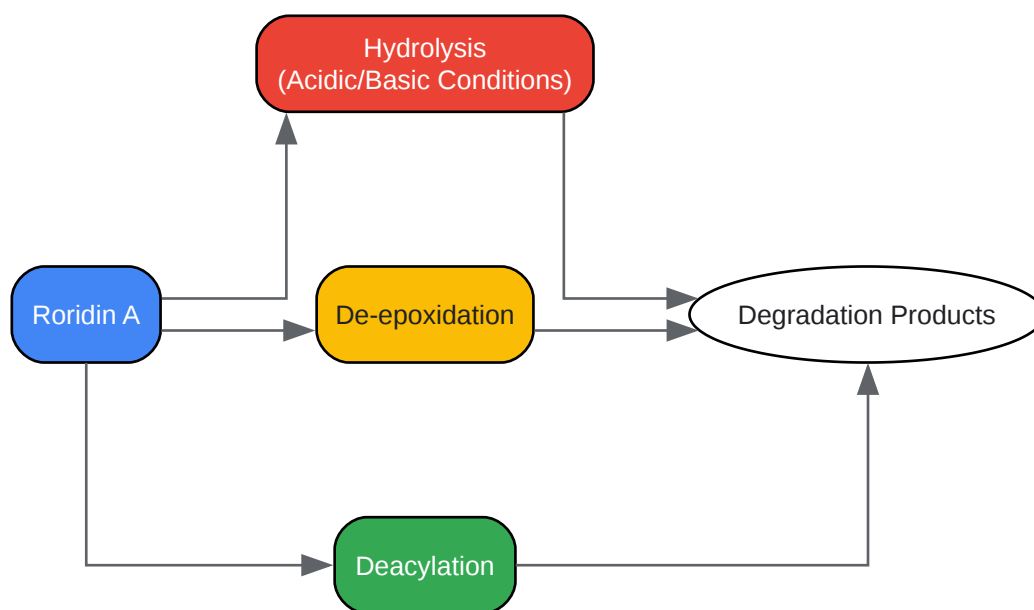 Hydrolysis
(Acidic/Basic Conditions)
Roridin A
De-epoxidation
Degradation Products
Deacylation